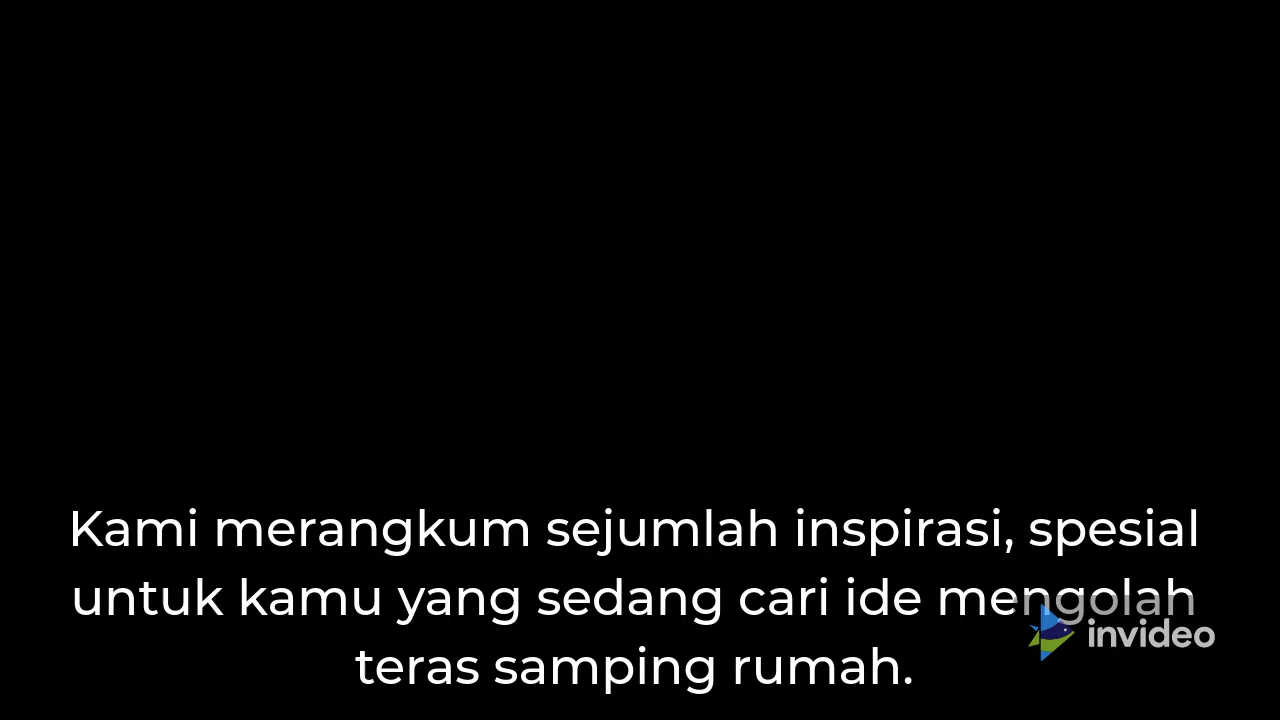 Kami merangkum sejumlah inspirasi, spesial
untuk kamu yang sedang cari ide mengolah
teras samping rumah.
invideo